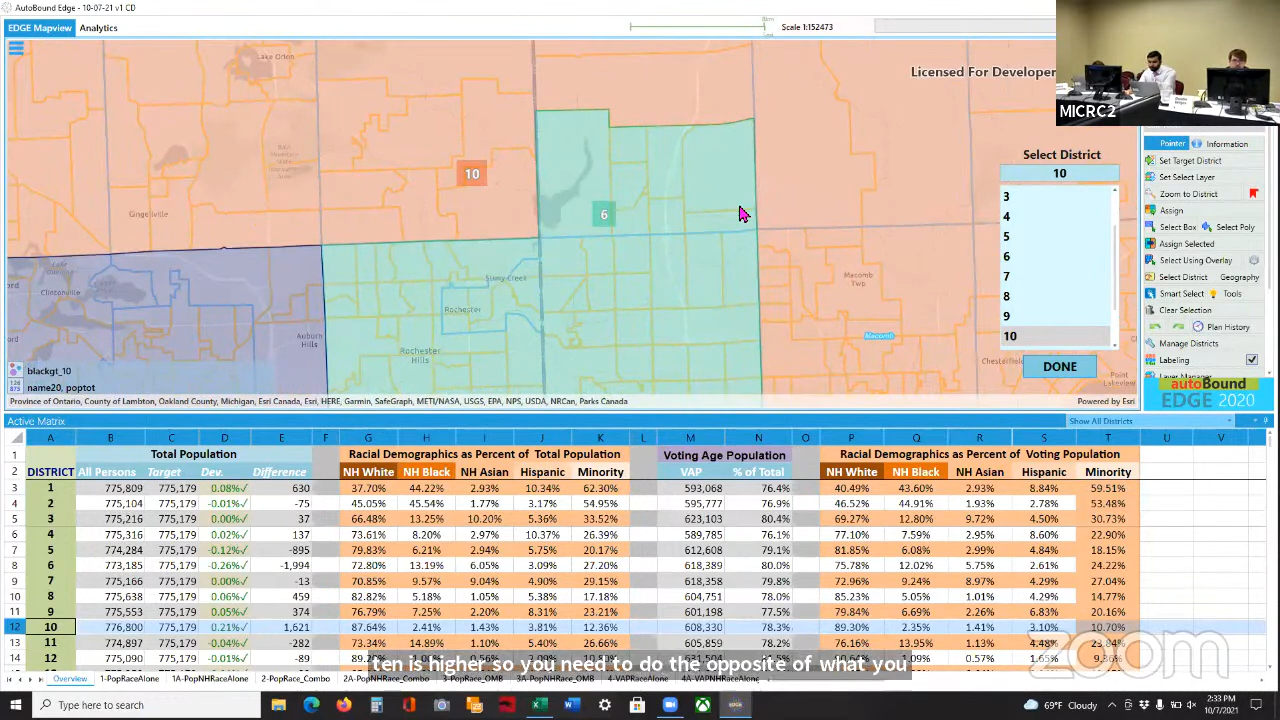 AutoBound Edge - 10-07-21 v1 CD
EDGE Mapview Analytics
Scale 1:152473
Lake Orion
Licensed For Developer
MICRC2
10
6
Gingellville
Clintonville
Auburn Hills
Stony Creek
Rochester
Rochester Hills
Macomb Twp
Macomb
Chesterfield
Point Lakeview
blackgt_10
name20, poptot
Province of Ontario, County of Lambton, Oakland County, Michigan, Esri Canada, Esri, HERE, Garmin, SafeGraph, METI/NASA, USGS, EPA, NPS, USDA, NRCan, Parks Canada
Powered by Esri
Select District
10
3
4
5
6
7
8
9
10
DONE
Pointer Information
Set Target District
Set Select Layer
Zoom to District
Assign
Select Box Select Poly
Assign Selected
Select Using Overlay
Select District Geography
Smart Select Tools
Clear Selection
Plan History
Manage Districts
Labeling
Layer Manager
autoBound
EDGE 2020
Active Matrix Show All Districts
A B C D E F G H I J K L M N O P Q R S T U V
1 Total Population Racial Demographics as Percent of Total Population Voting Age Population Racial Demographics as Percent of Voting Population
2 DISTRICT All Persons Target Dev. Difference NH White NH Black NH Asian Hispanic Minority VAP % of Total NH White NH Black NH Asian Hispanic Minority
3 1 775,809 775,179 0.08%✓ 630 37.70% 44.22% 2.93% 10.34% 62.30% 593,068 76.4% 40.49% 43.60% 2.93% 8.84% 59.51%
4 2 775,104 775,179 -0.01%✓ -75 45.05% 45.54% 1.77% 3.17% 54.95% 595,777 76.9% 46.52% 44.91% 1.93% 2.78% 53.48%
5 3 775,216 775,179 0.00%✓ 37 66.48% 13.25% 10.20% 5.36% 33.52% 623,103 80.4% 69.27% 12.80% 9.72% 4.50% 30.73%
6 4 775,316 775,179 0.02%✓ 137 73.61% 8.20% 2.97% 10.37% 26.39% 589,785 76.1% 77.10% 7.59% 2.95% 8.60% 22.90%
7 5 774,284 775,179 -0.12%✓ -895 79.83% 6.21% 2.94% 5.75% 20.17% 612,608 79.1% 81.85% 6.08% 2.99% 4.84% 18.15%
8 6 773,185 775,179 -0.26%✓ -1,994 72.80% 13.19% 6.05% 3.09% 27.20% 618,389 80.0% 75.78% 12.02% 5.75% 2.61% 24.22%
9 7 775,166 775,179 0.00%✓ -13 70.85% 9.57% 9.04% 4.90% 29.15% 618,358 79.8% 72.96% 9.24% 8.97% 4.29% 27.04%
10 8 775,638 775,179 0.06%✓ 459 82.82% 5.18% 1.05% 5.38% 17.18% 604,751 78.0% 85.23% 5.05% 1.01% 4.29% 14.77%
11 9 775,553 775,179 0.05%✓ 374 76.79% 7.25% 2.20% 8.31% 23.21% 601,198 77.5% 79.84% 6.69% 2.26% 6.83% 20.16%
12 10 776,800 775,179 0.21%✓ 1,621 87.64% 2.41% 1.43% 3.81% 12.36% 608,330 78.3% 89.30% 2.35% 1.41% 3.10% 10.70%
13 11 774,897 775,179 -0.04%✓ -282 73.34% 14.89% 1.10% 5.40% 26.66% 605,859 78.2% 76.16% 13.95% 1.13% 4.48% 23.84%
14 12 775,090 775,179 -0.01%✓
ten is higher so you need to do the opposite of what you
zoom
Overview 1-PopRaceAlone 1A-PopNHRaceAlone 2-PopRace_Combo 2A-PopNHRace_Combo 3-PopRace_OMB 3A-PopNHRace_OMB 4-VAPRaceAlone 4A-VAPNHRaceAlone
Type here to search
69°F Cloudy
2:33 PM
10/7/2021